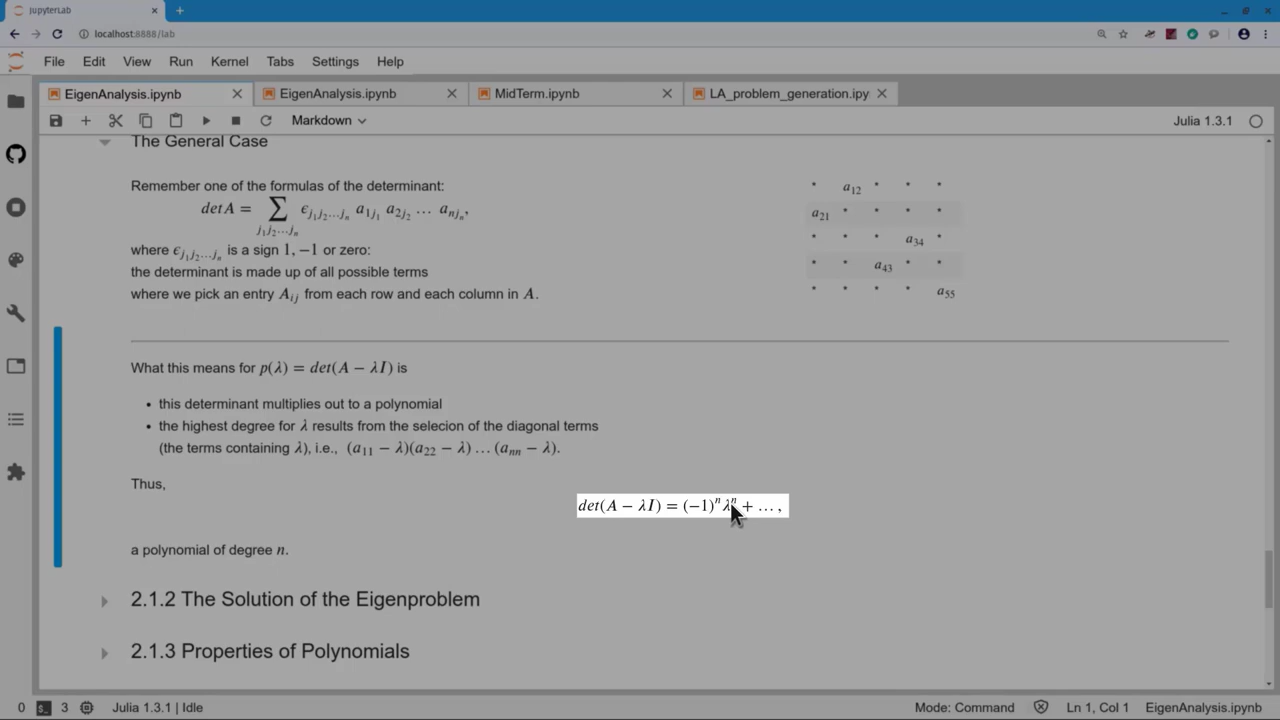 JupyterLab
localhost:8888/lab
File Edit View Run Kernel Tabs Settings Help
EigenAnalysis.ipynb EigenAnalysis.ipynb MidTerm.ipynb LA_problem_generation.ipy
Markdown Julia 1.3.1
The General Case
Remember one of the formulas of the determinant:
det A = ∑_{j₁j₂⋯jₙ} ϵ_{j₁j₂…jₙ} a_{1j₁} a_{2j₂} … a_{njₙ},
where ϵ_{j₁j₂…jₙ} is a sign 1, −1 or zero:
the determinant is made up of all possible terms
where we pick an entry A_{ij} from each row and each column in A.
· a₁₂ · · ·
a₂₁ · · · ·
· · · a₃₄ ·
· · a₄₃ · ·
· · · · a₅₅
What this means for p(λ) = det(A − λI) is
• this determinant multiplies out to a polynomial
• the highest degree for λ results from the selecion of the diagonal terms
(the terms containing λ), i.e., (a₁₁ − λ)(a₂₂ − λ) … (aₙₙ − λ).
Thus,
det(A − λI) = (−1)ⁿ λⁿ + … ,
a polynomial of degree n.
2.1.2 The Solution of the Eigenproblem
2.1.3 Properties of Polynomials
0 3 Julia 1.3.1 | Idle Mode: Command Ln 1, Col 1 EigenAnalysis.ipynb